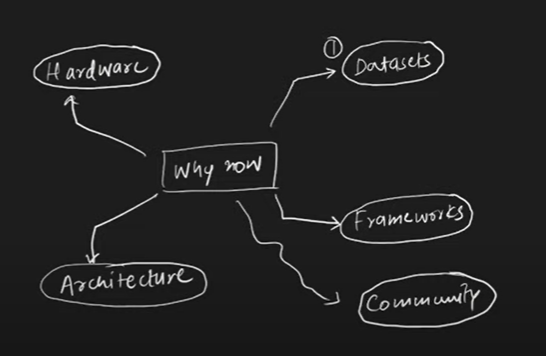 ①
Datasets
Hardware
Why now
Frameworks
Architecture
Community